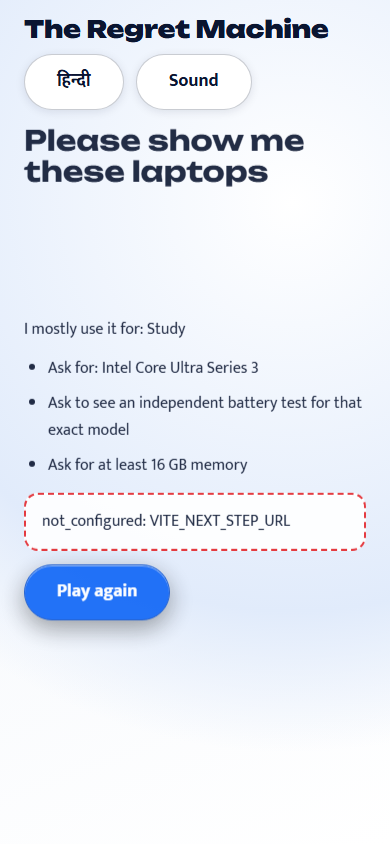 The Regret Machine
हिन्दी
Sound
Please show me
these laptops
I mostly use it for: Study
Ask for: Intel Core Ultra Series 3
Ask to see an independent battery test for that
exact model
Ask for at least 16 GB memory
not_configured: VITE_NEXT_STEP_URL
Play again